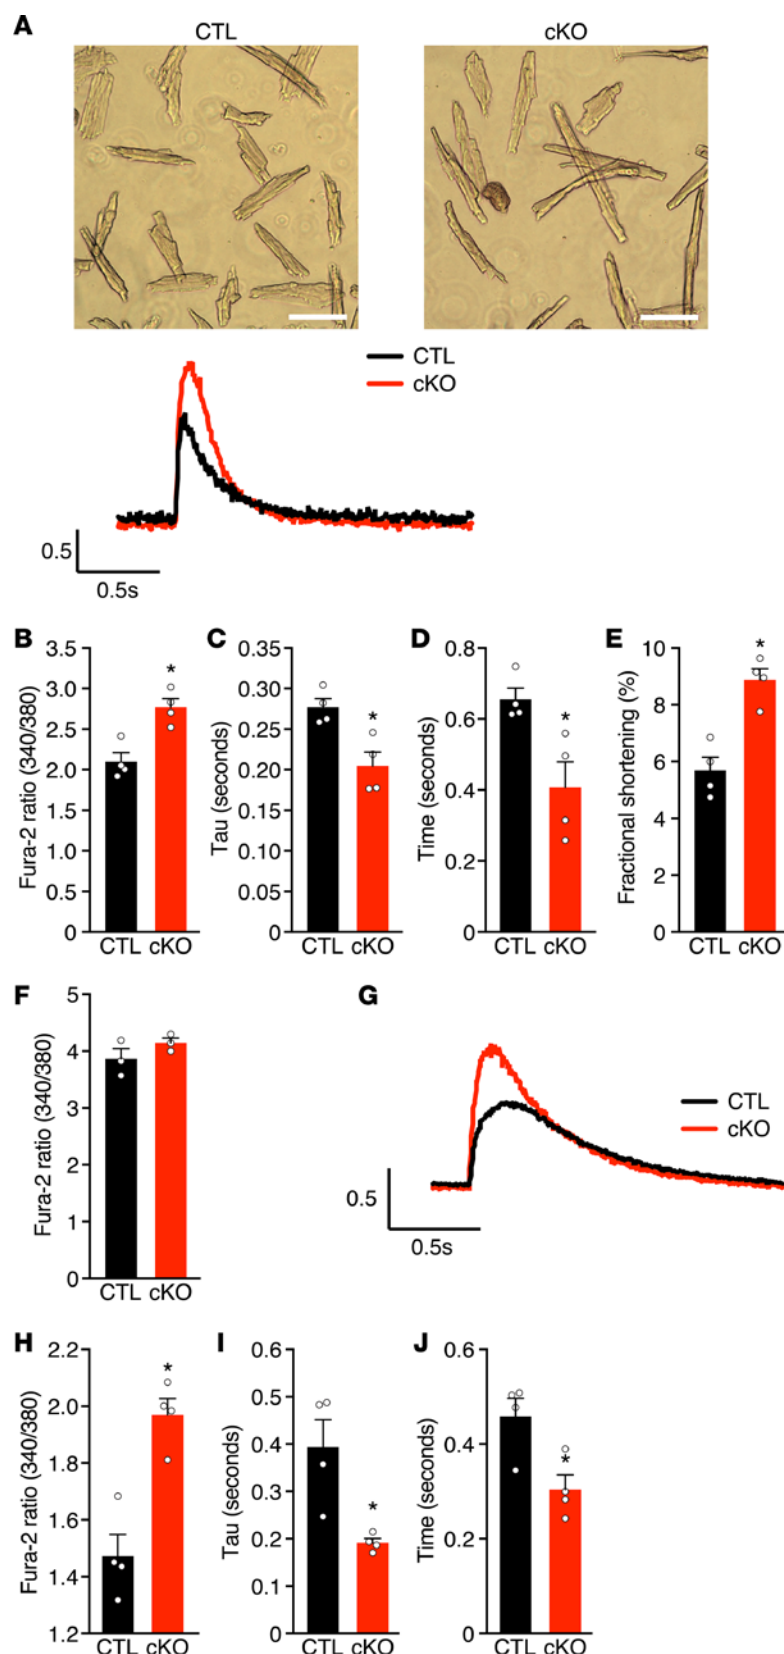 A
CTL
cKO
CTL
cKO
0.5
0.5s
B
Fura-2 ratio (340/380)
3.5
3.0
2.5
2.0
1.5
1.0
0.5
0
*
CTL cKO
C
Tau (seconds)
0.35
0.30
0.25
0.20
0.15
0.10
0.05
0
*
CTL cKO
D
Time (seconds)
0.8
0.6
0.4
0.2
0
*
CTL cKO
E
Fractional shortening (%)
10
8
6
4
2
0
*
CTL cKO
F
Fura-2 ratio (340/380)
5
4
3
2
1
0
CTL cKO
G
CTL
cKO
0.5
0.5s
H
Fura-2 ratio (340/380)
2.2
2.0
1.8
1.6
1.4
1.2
*
CTL cKO
I
Tau (seconds)
0.6
0.5
0.4
0.3
0.2
0.1
0
*
CTL cKO
J
Time (seconds)
0.6
0.4
0.2
0
*
CTL cKO